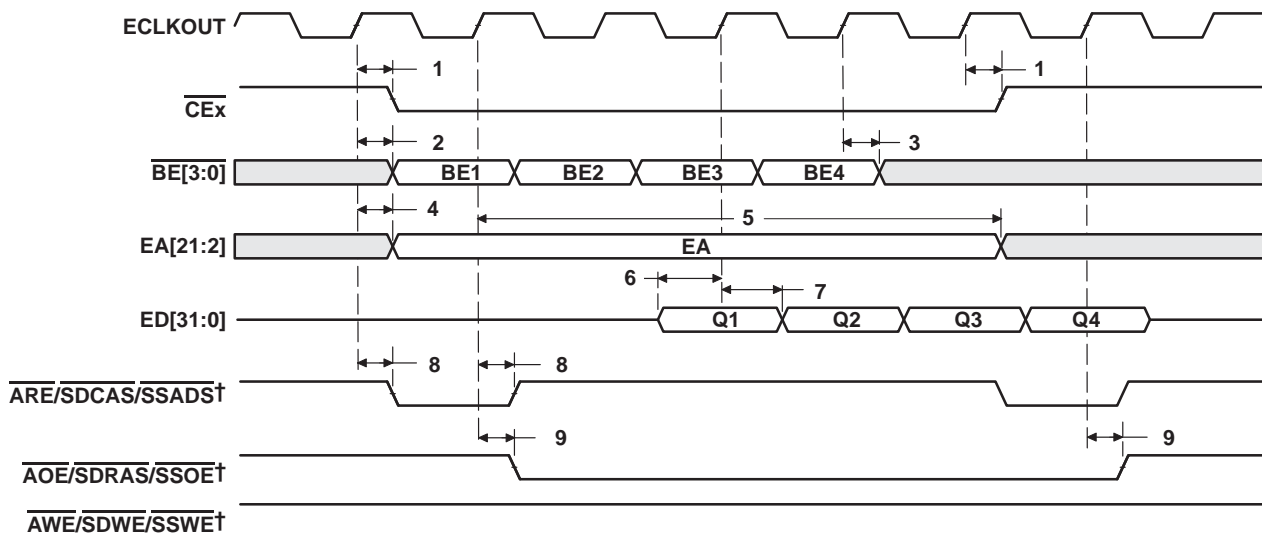 ECLKOUT
1 1
CEx
2 3
BE[3:0] BE1 BE2 BE3 BE4
4 5
EA[21:2] EA
6 7
ED[31:0] Q1 Q2 Q3 Q4
8 8
ARE/SDCAS/SSADS†
9 9
AOE/SDRAS/SSOE†
AWE/SDWE/SSWE†